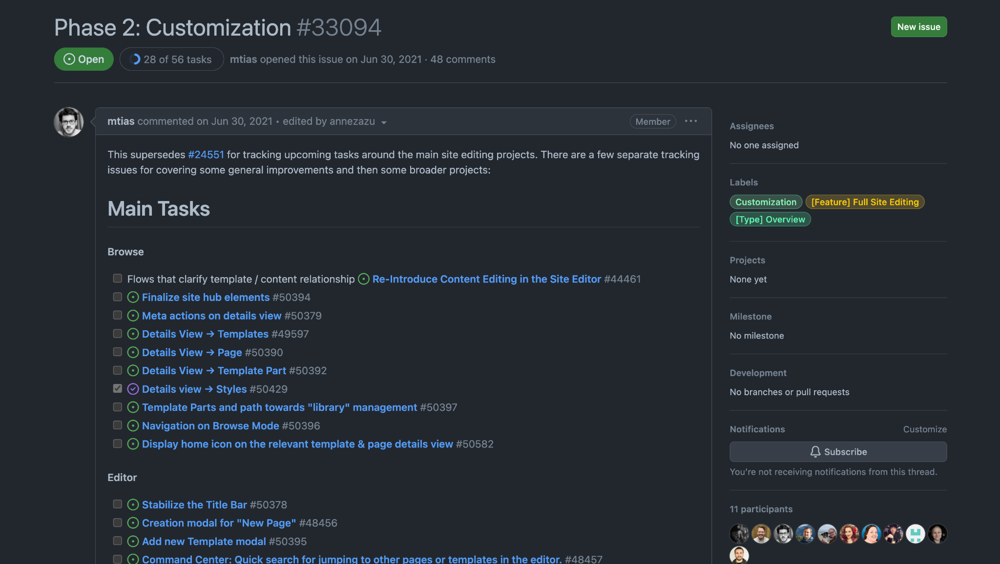 Phase 2: Customization #33094
New issue
Open
28 of 56 tasks
mtias opened this issue on Jun 30, 2021 · 48 comments
mtias commented on Jun 30, 2021 • edited by annezazu
Member
This supersedes #24551 for tracking upcoming tasks around the main site editing projects. There are a few separate tracking
issues for covering some general improvements and then some broader projects:
Main Tasks
Browse
Flows that clarify template / content relationship Re-Introduce Content Editing in the Site Editor #44461
Finalize site hub elements #50394
Meta actions on details view #50379
Details View → Templates #49597
Details View → Page #50390
Details View → Template Part #50392
Details view → Styles #50429
Template Parts and path towards "library" management #50397
Navigation on Browse Mode #50396
Display home icon on the relevant template & page details view #50582
Editor
Stabilize the Title Bar #50378
Creation modal for "New Page" #48456
Add new Template modal #50395
Command Center: Quick search for jumping to other pages or templates in the editor. #48457
Assignees
No one assigned
Labels
Customization
[Feature] Full Site Editing
[Type] Overview
Projects
None yet
Milestone
No milestone
Development
No branches or pull requests
Notifications
Customize
Subscribe
You're not receiving notifications from this thread.
11 participants